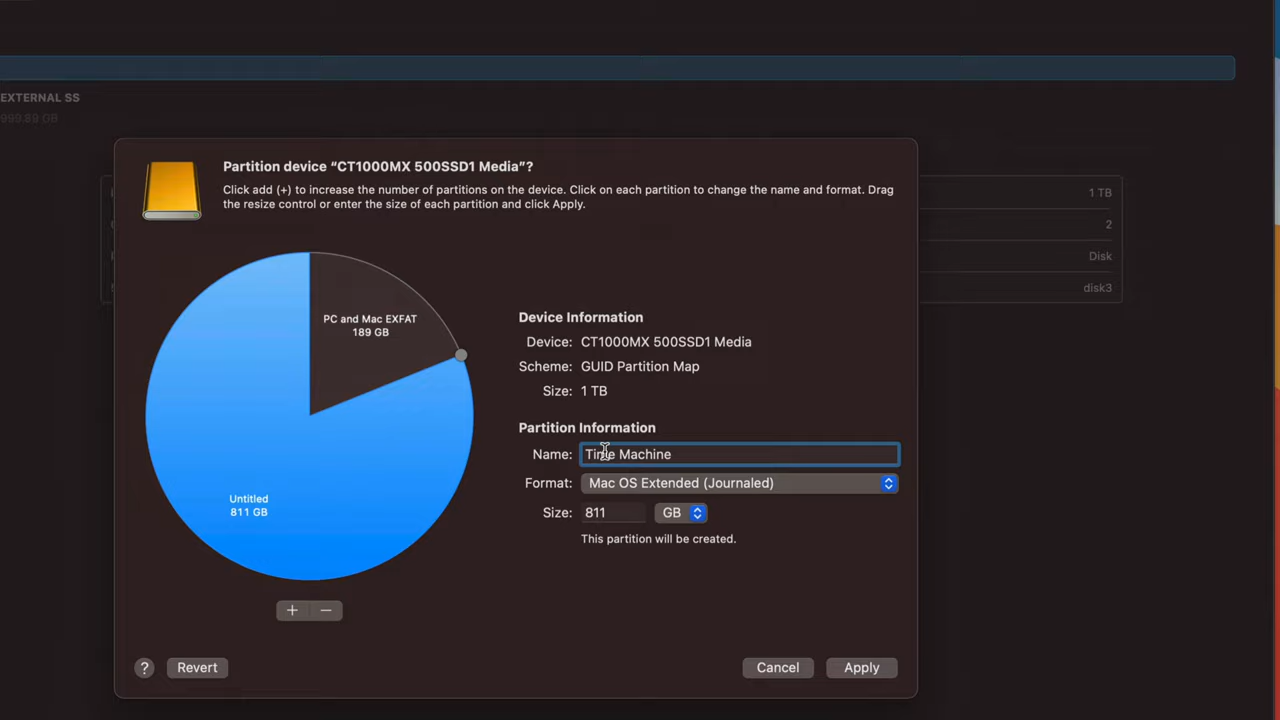 EXTERNAL SS
999.89 GB
Partition device “CT1000MX 500SSD1 Media”?
Click add (+) to increase the number of partitions on the device. Click on each partition to change the name and format. Drag
the resize control or enter the size of each partition and click Apply.
1 TB
2
Disk
disk3
PC and Mac EXFAT
189 GB
Untitled
811 GB
+ −
Device Information
Device: CT1000MX 500SSD1 Media
Scheme: GUID Partition Map
Size: 1 TB
Partition Information
Name: Time Machine
Format: Mac OS Extended (Journaled)
Size: 811 GB
This partition will be created.
? Revert Cancel Apply